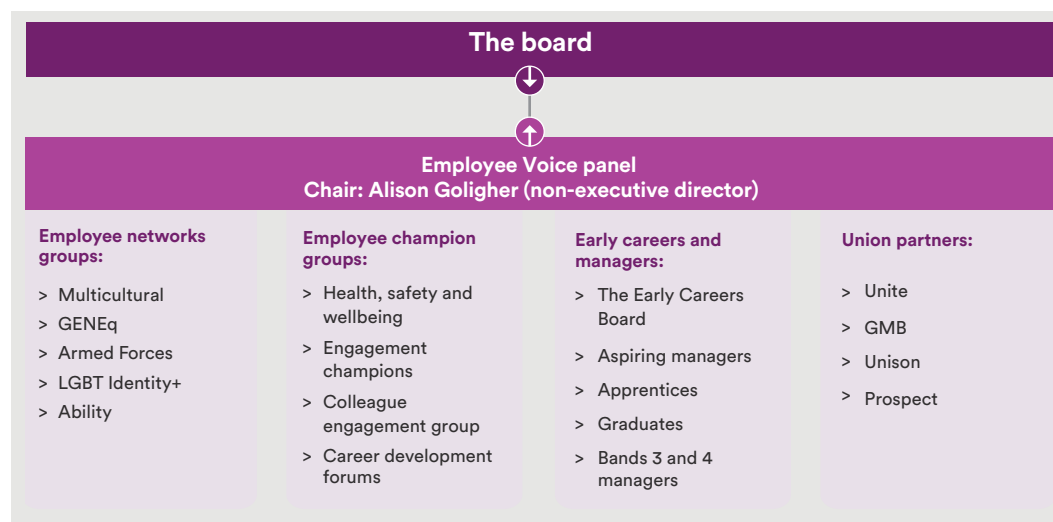 The board
Employee Voice panel
Chair: Alison Goligher (non-executive director)
Employee networks
groups:
> Multicultural
> GENEq
> Armed Forces
> LGBT Identity+
> Ability
Employee champion
groups:
> Health, safety and
wellbeing
> Engagement
champions
> Colleague
engagement group
> Career development
forums
Early careers and
managers:
> The Early Careers
Board
> Aspiring managers
> Apprentices
> Graduates
> Bands 3 and 4
managers
Union partners:
> Unite
> GMB
> Unison
> Prospect